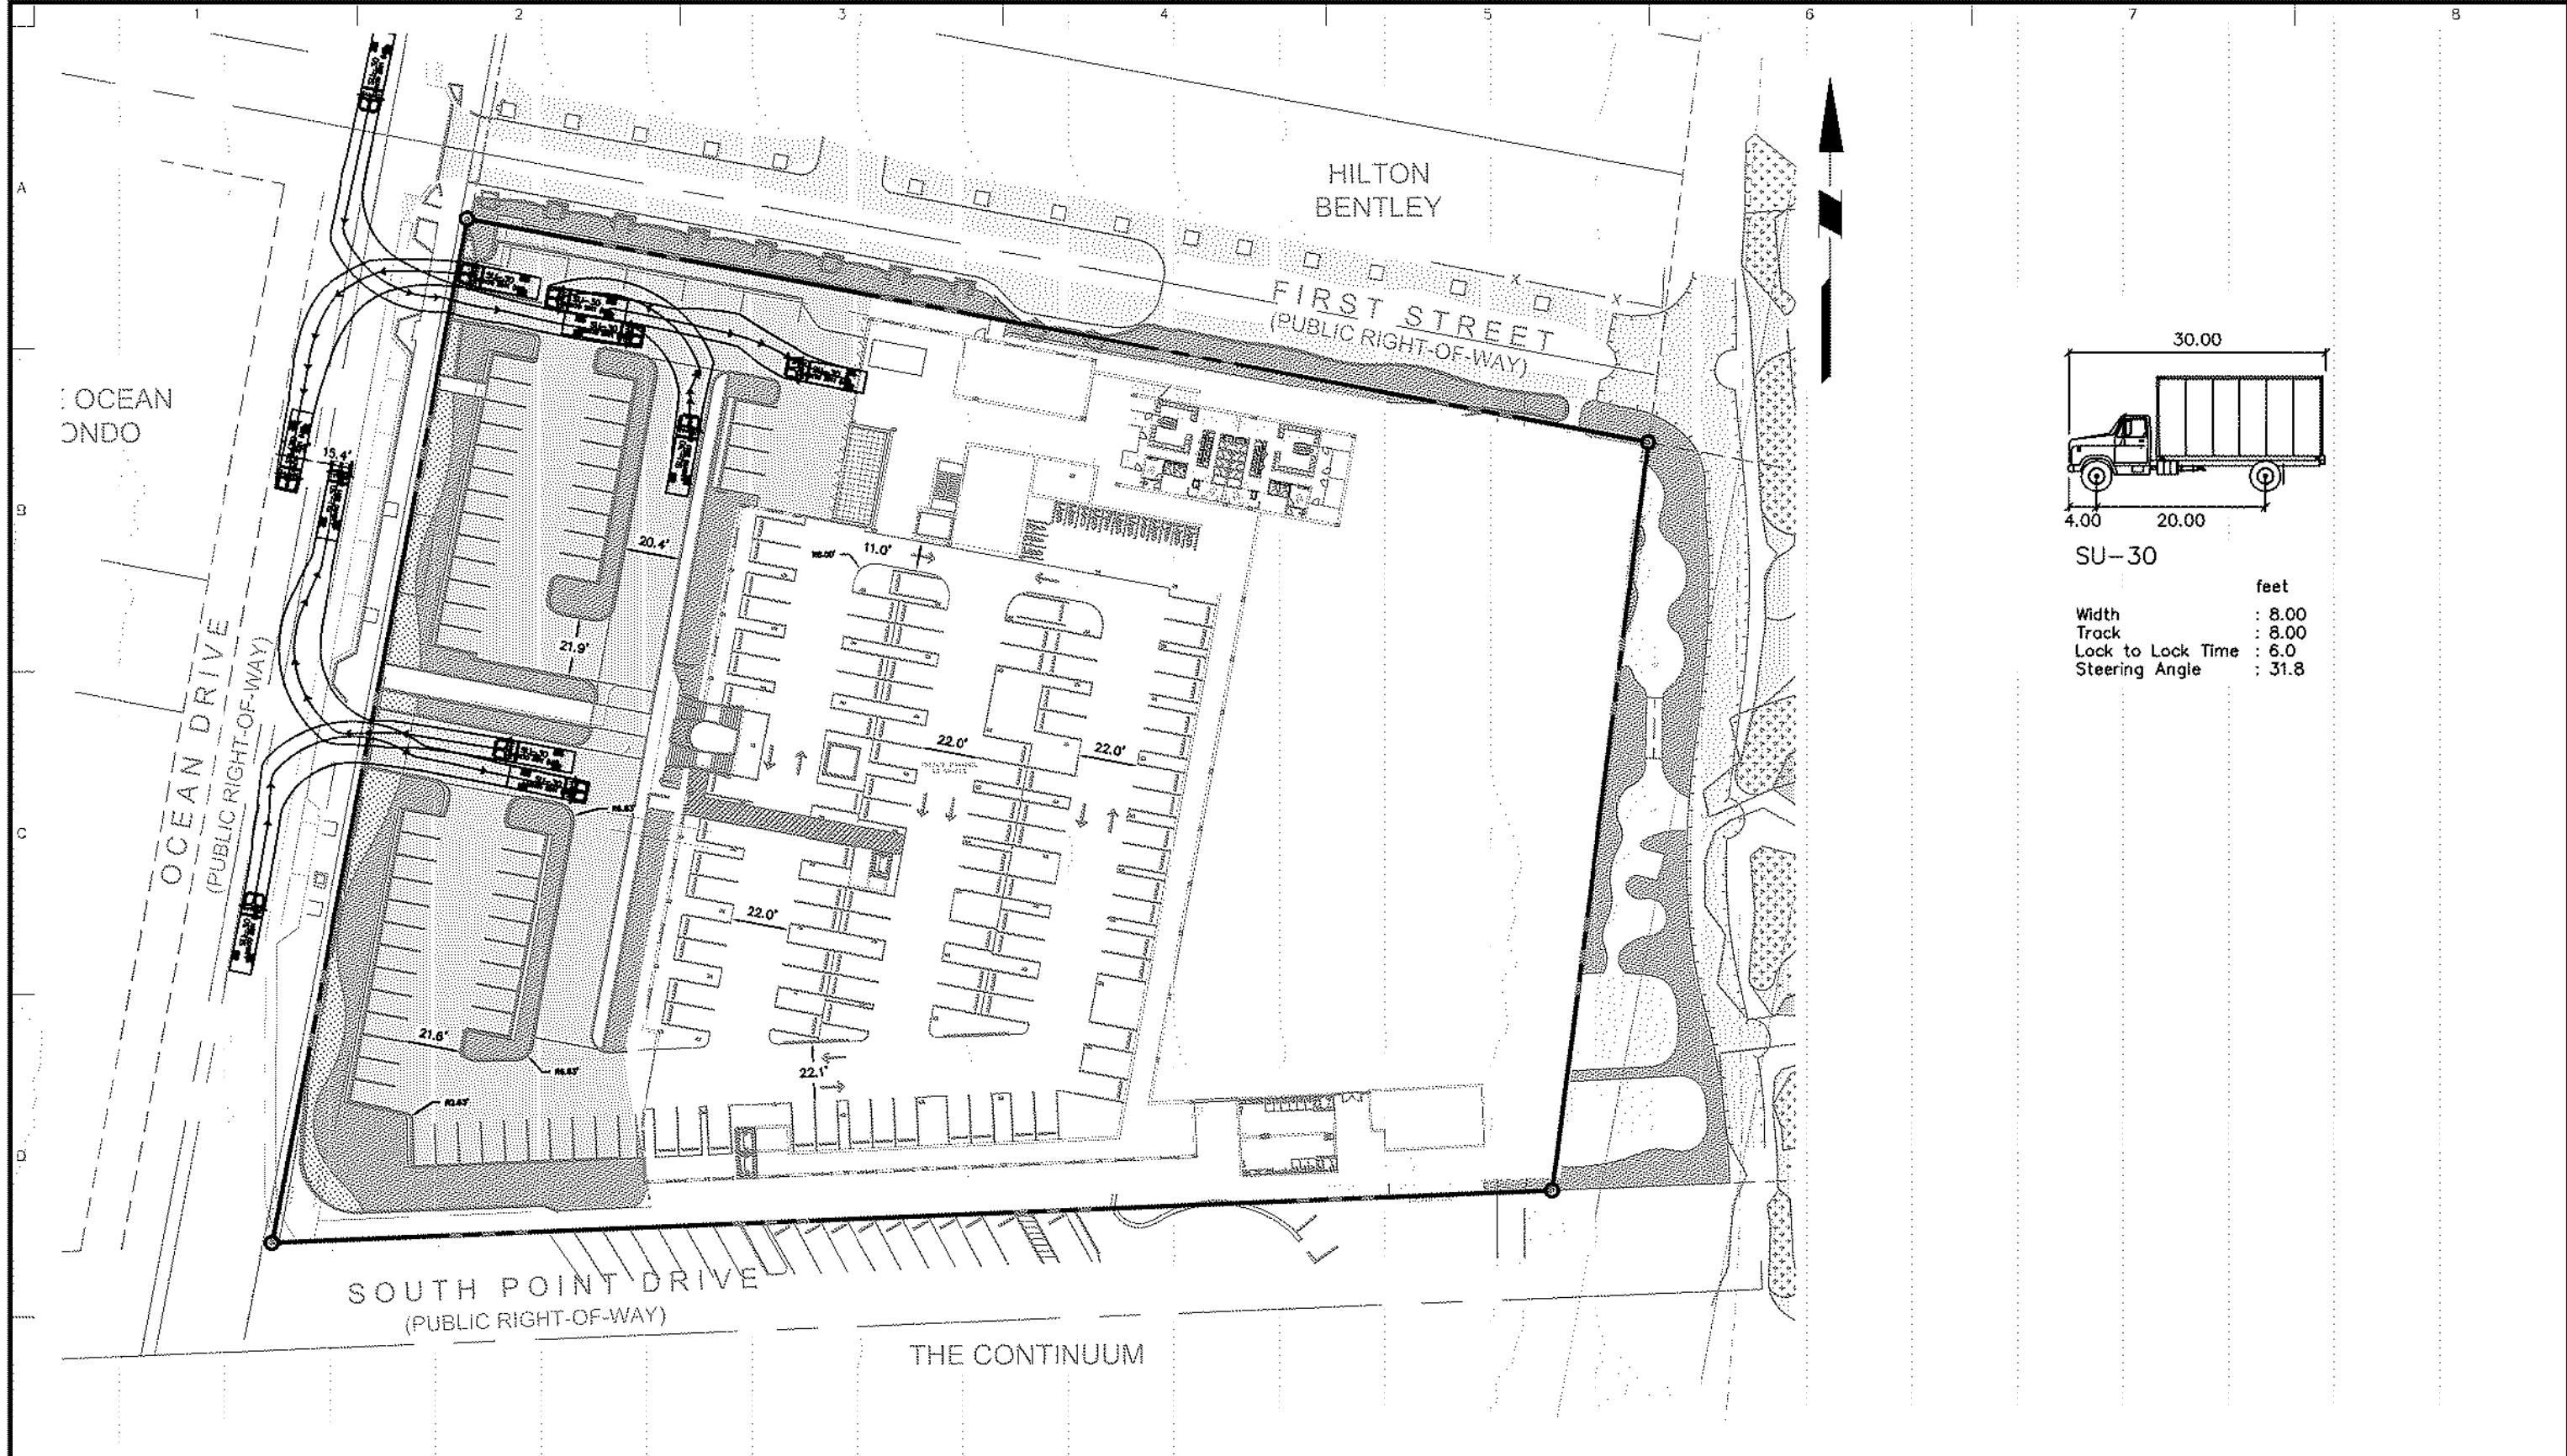 1 2 3 4 5 6 7 8
A
B
C
D
HILTON
BENTLEY
FIRST STREET
(PUBLIC RIGHT-OF-WAY)
OCEAN
ONDO
15.4'
20.4'
21.9'
11.0'
22.0'
22.0'
22.0'
21.6'
22.1'
OCEAN DRIVE
(PUBLIC RIGHT-OF-WAY)
SOUTH POINT DRIVE
(PUBLIC RIGHT-OF-WAY)
THE CONTINUUM
30.00
4.00 20.00
SU-30
feet
Width : 8.00
Track : 8.00
Lock to Lock Time : 6.0
Steering Angle : 31.8